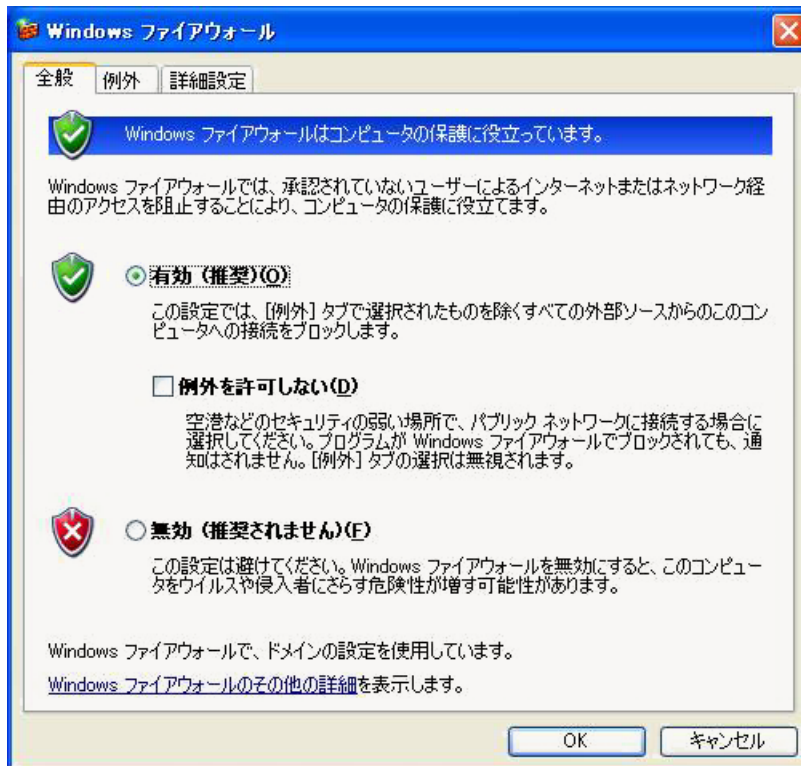 Windows ファイアウォール
全般 例外 詳細設定
Windows ファイアウォールはコンピュータの保護に役立っています。
Windows ファイアウォールでは、承認されていないユーザーによるインターネットまたはネットワーク経
由のアクセスを阻止することにより、コンピュータの保護に役立てます。
有効 (推奨)(O)
この設定では、[例外] タブで選択されたものを除くすべての外部ソースからのこのコン
ピュータへの接続をブロックします。
例外を許可しない(D)
空港などのセキュリティの弱い場所で、パブリック ネットワークに接続する場合に
選択してください。プログラムが Windows ファイアウォールでブロックされても、通
知はされません。[例外] タブの選択は無視されます。
無効 (推奨されません)(F)
この設定は避けてください。Windows ファイアウォールを無効にすると、このコンピュー
タをウイルスや侵入者にさらす危険性が増す可能性があります。
Windows ファイアウォールで、ドメインの設定を使用しています。
Windows ファイアウォールのその他の詳細を表示します。
OK キャンセル